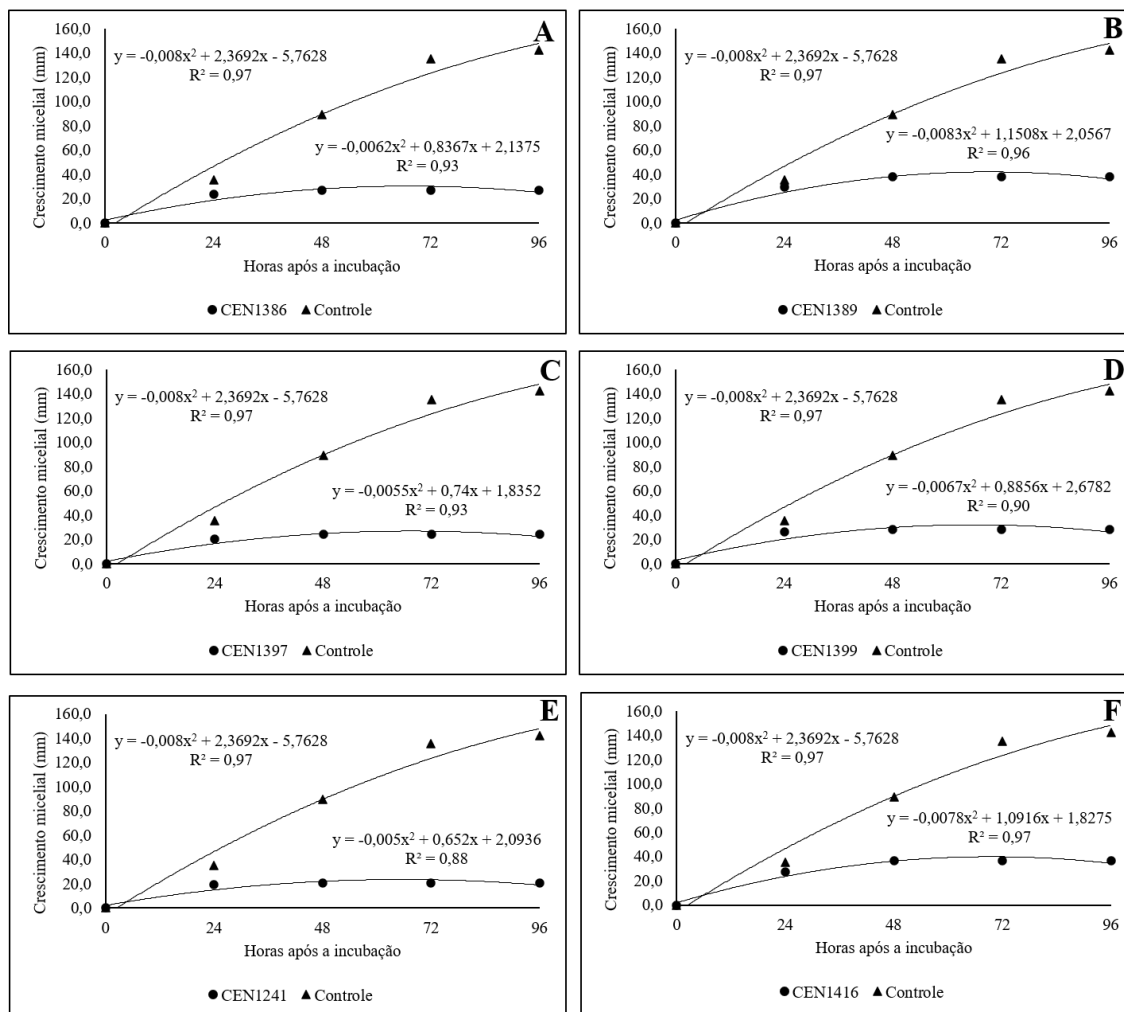 A
Crescimento micelial (mm)
160,0
140,0
120,0
100,0
80,0
60,0
40,0
20,0
0,0
y = -0,008x² + 2,3692x - 5,7628
R² = 0,97
y = -0,0062x² + 0,8367x + 2,1375
R² = 0,93
0 24 48 72 96
Horas após a incubação
CEN1386 Controle
B
Crescimento micelial (mm)
160,0
140,0
120,0
100,0
80,0
60,0
40,0
20,0
0,0
y = -0,008x² + 2,3692x - 5,7628
R² = 0,97
y = -0,0083x² + 1,1508x + 2,0567
R² = 0,96
0 24 48 72 96
Horas após a incubação
CEN1389 Controle
C
Crescimento micelial (mm)
160,0
140,0
120,0
100,0
80,0
60,0
40,0
20,0
0,0
y = -0,008x² + 2,3692x - 5,7628
R² = 0,97
y = -0,0055x² + 0,74x + 1,8352
R² = 0,93
0 24 48 72 96
Horas após a incubação
CEN1397 Controle
D
Crescimento micelial (mm)
160,0
140,0
120,0
100,0
80,0
60,0
40,0
20,0
0,0
y = -0,008x² + 2,3692x - 5,7628
R² = 0,97
y = -0,0067x² + 0,8856x + 2,6782
R² = 0,90
0 24 48 72 96
Horas após a incubação
CEN1399 Controle
E
Crescimento micelial (mm)
160,0
140,0
120,0
100,0
80,0
60,0
40,0
20,0
0,0
y = -0,008x² + 2,3692x - 5,7628
R² = 0,97
y = -0,005x² + 0,652x + 2,0936
R² = 0,88
0 24 48 72 96
Horas após a incubação
CEN1241 Controle
F
Crescimento micelial (mm)
160,0
140,0
120,0
100,0
80,0
60,0
40,0
20,0
0,0
y = -0,008x² + 2,3692x - 5,7628
R² = 0,97
y = -0,0078x² + 1,0916x + 1,8275
R² = 0,97
0 24 48 72 96
Horas após a incubação
CEN1416 Controle